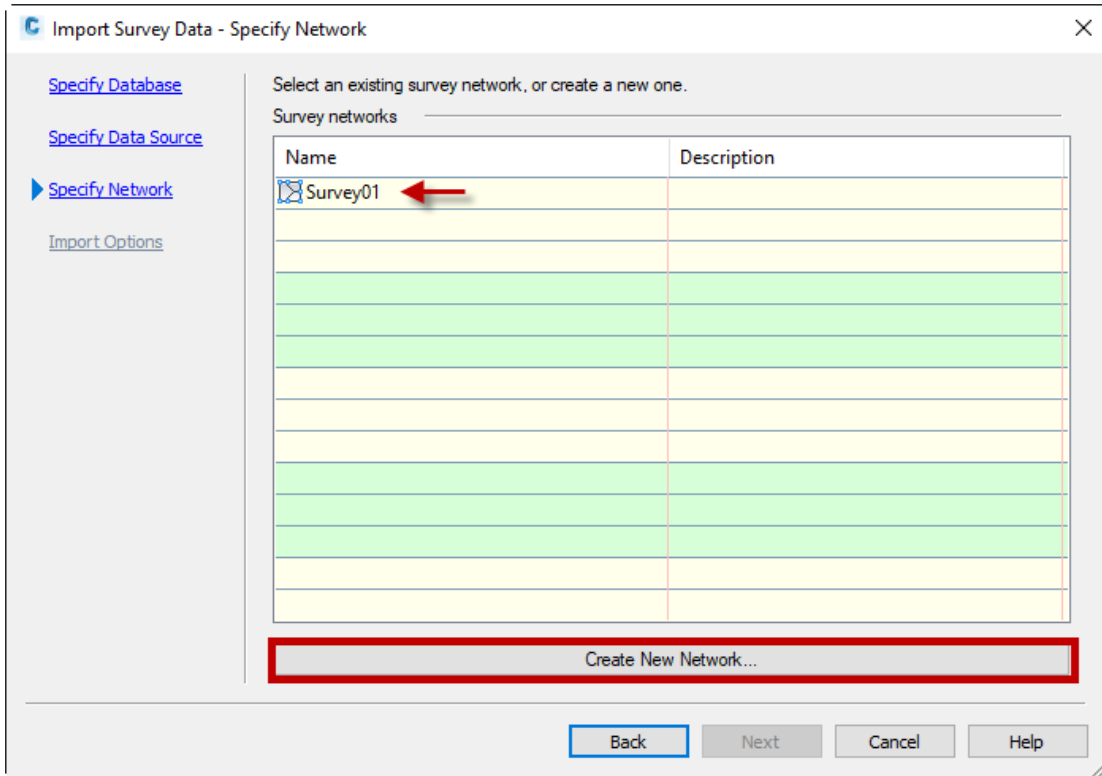 Import Survey Data - Specify Network
Specify Database
Specify Data Source
Specify Network
Import Options
Select an existing survey network, or create a new one.
Survey networks
Name Description
Survey01
Create New Network...
Back Next Cancel Help